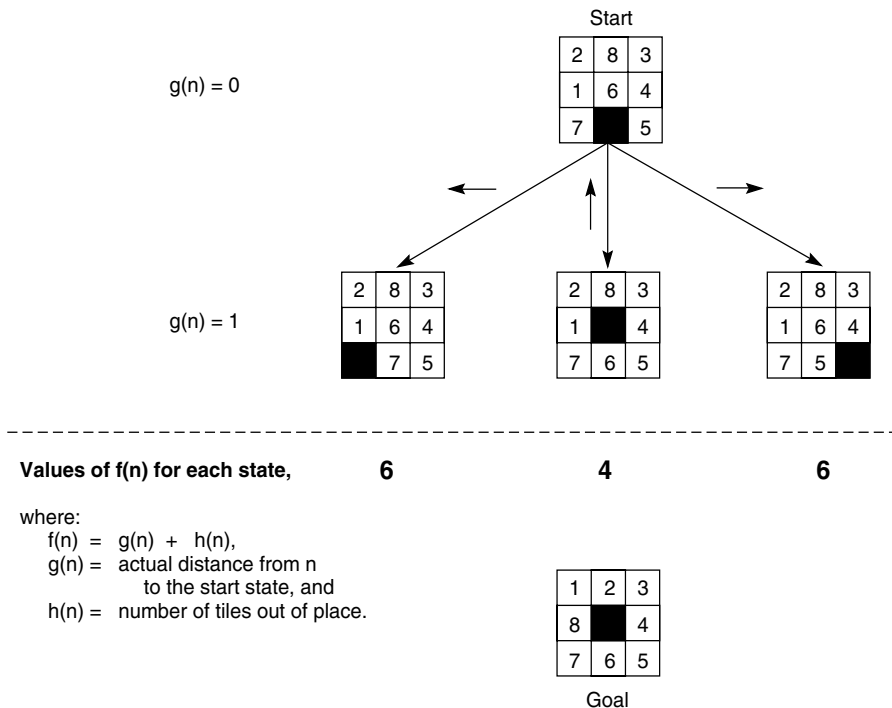 Start
2 8 3
g(n) = 0
1 6 4
7 5
2 8 3 2 8 3 2 8 3
g(n) = 1
1 6 4 1 4 1 6 4
7 5 7 6 5 7 5
Values of f(n) for each state, 6 4 6
where:
f(n) = g(n) + h(n),
g(n) = actual distance from n
to the start state, and
h(n) = number of tiles out of place.
1 2 3
8 4
7 6 5
Goal